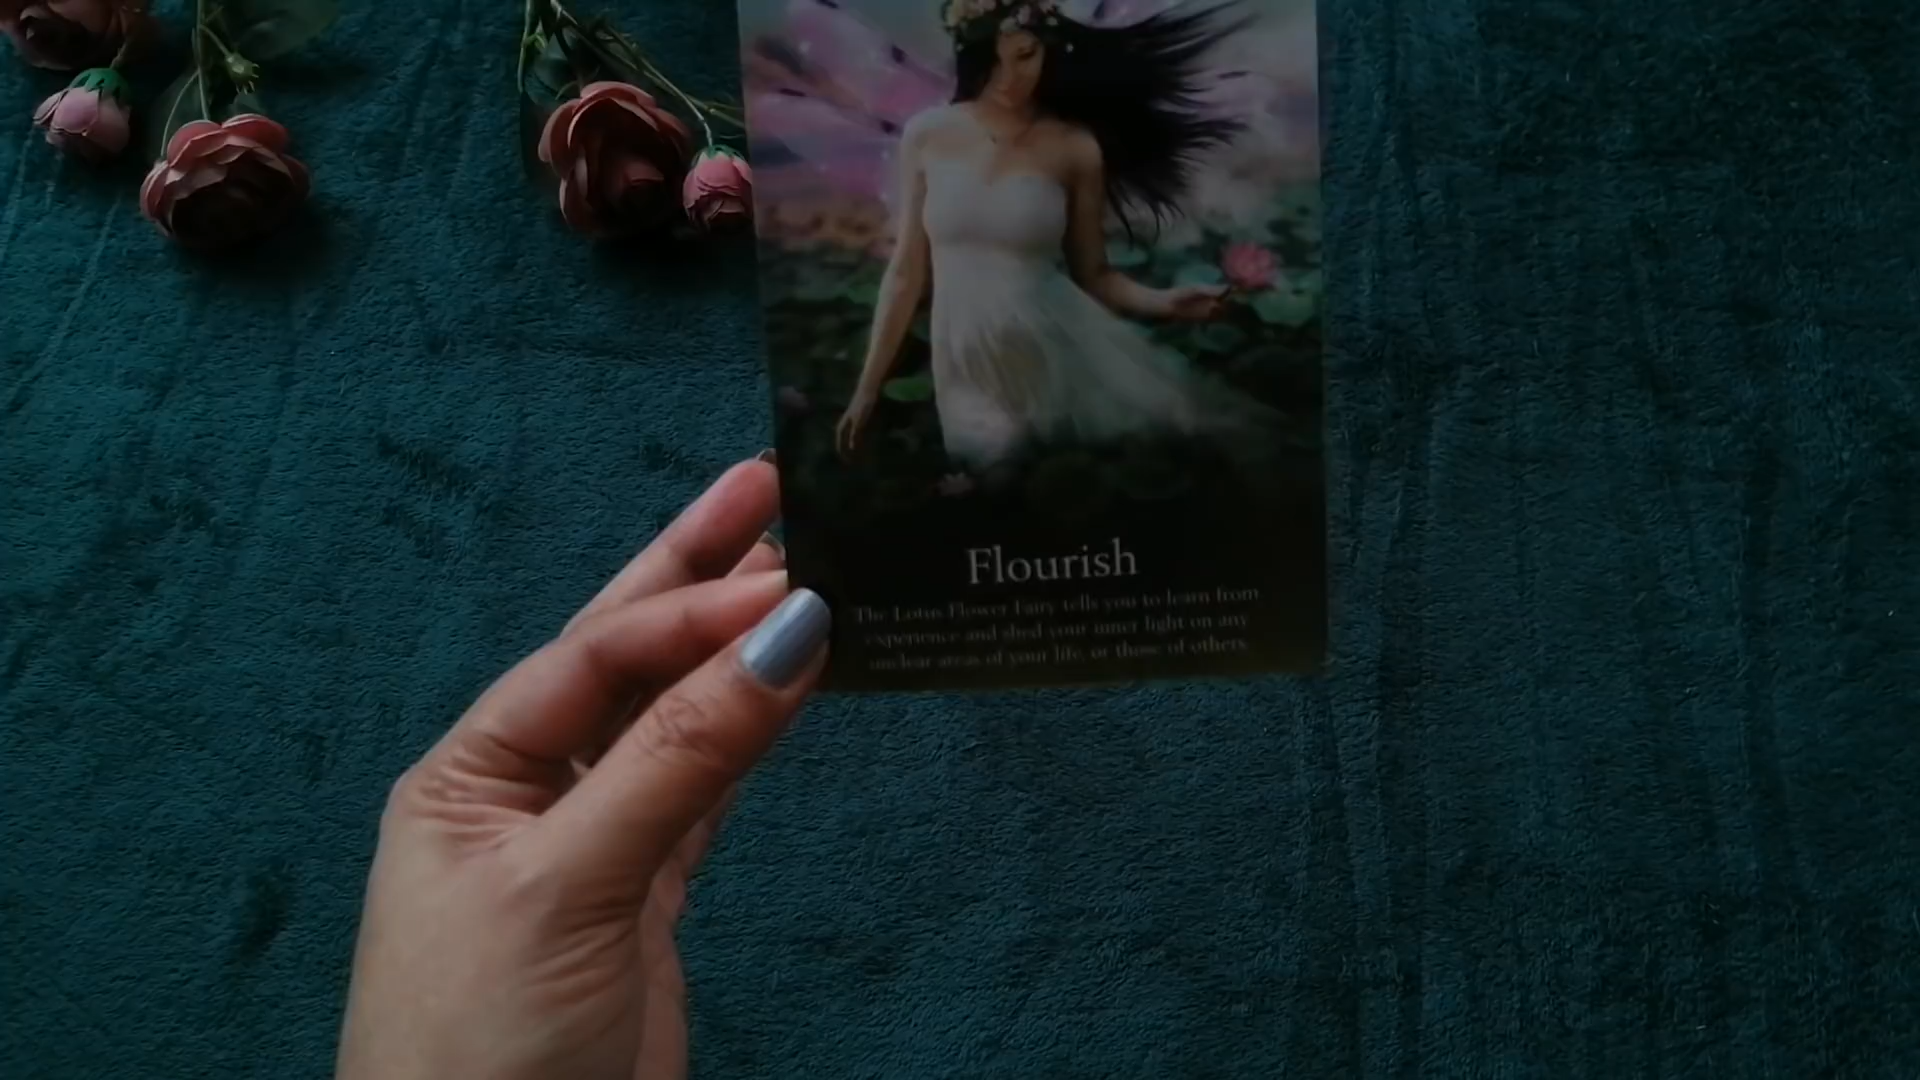 Flourish
The Lotus Flower Fairy tells you to learn from
experience and shed your inner light on any
unclear areas of your life, or those of others.